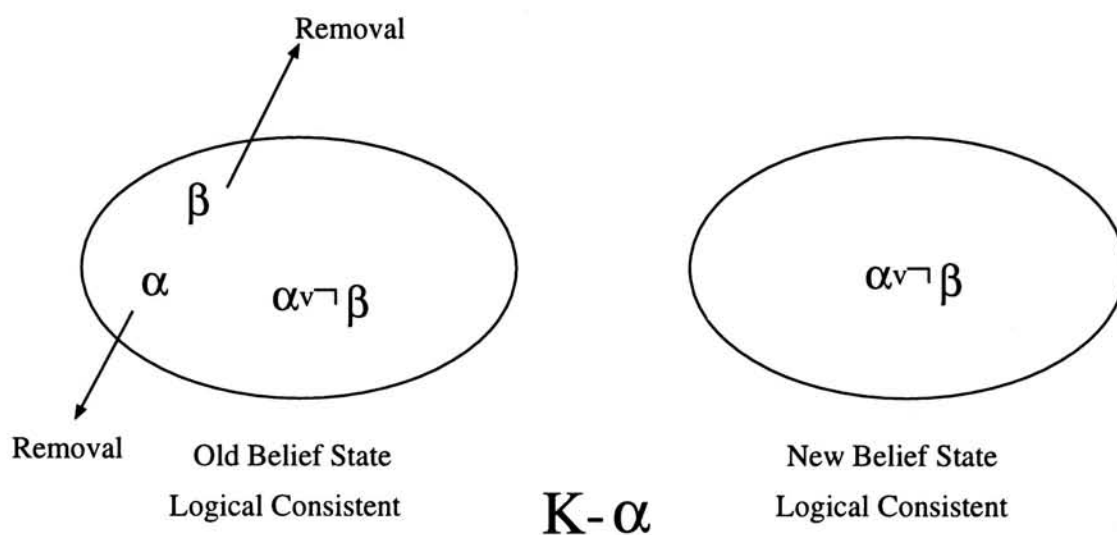 Removal
β
α
α∨¬β
α∨¬β
Removal
Old Belief State
Logical Consistent
New Belief State
Logical Consistent
K-α